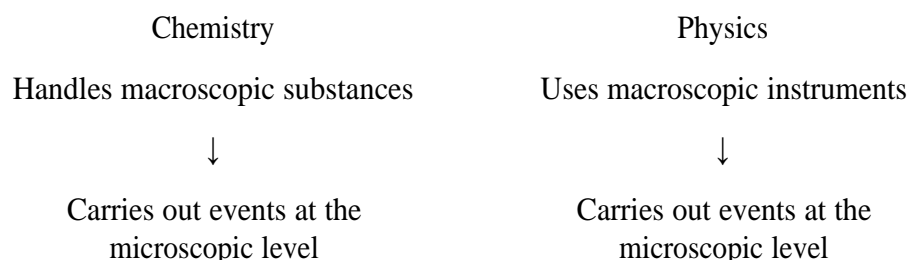 Chemistry
Handles macroscopic substances
↓
Carries out events at the
microscopic level
Physics
Uses macroscopic instruments
↓
Carries out events at the
microscopic level